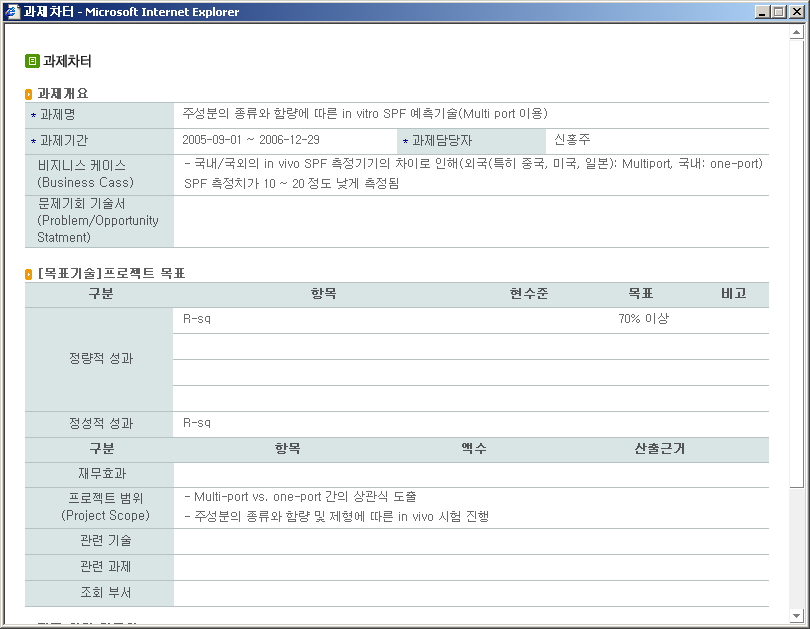 과제차터 - Microsoft Internet Explorer
과제차터
과제개요
* 과제명 주성분의 종류와 함량에 따른 in vitro SPF 예측기술(Multi port 이용)
* 과제기간 2005-09-01 ~ 2006-12-29 * 과제담당자 신홍주
비지니스 케이스
(Business Cass)
- 국내/국외의 in vivo SPF 측정기기의 차이로 인해(외국(특히 중국, 미국, 일본): Multiport, 국내: one-port)
SPF 측정치가 10 ~ 20 정도 낮게 측정됨
문제기회 기술서
(Problem/Opportunity
Statment)
[목표기술]프로젝트 목표
구분 항목 현수준 목표 비고
정량적 성과
R-sq 70% 이상
정성적 성과 R-sq
구분 항목 액수 산출근거
재무효과
프로젝트 범위
(Project Scope)
- Multi-port vs. one-port 간의 상관식 도출
- 주성분의 종류와 함량 및 제형에 따른 in vivo 시험 진행
관련 기술
관련 과제
조회 부서